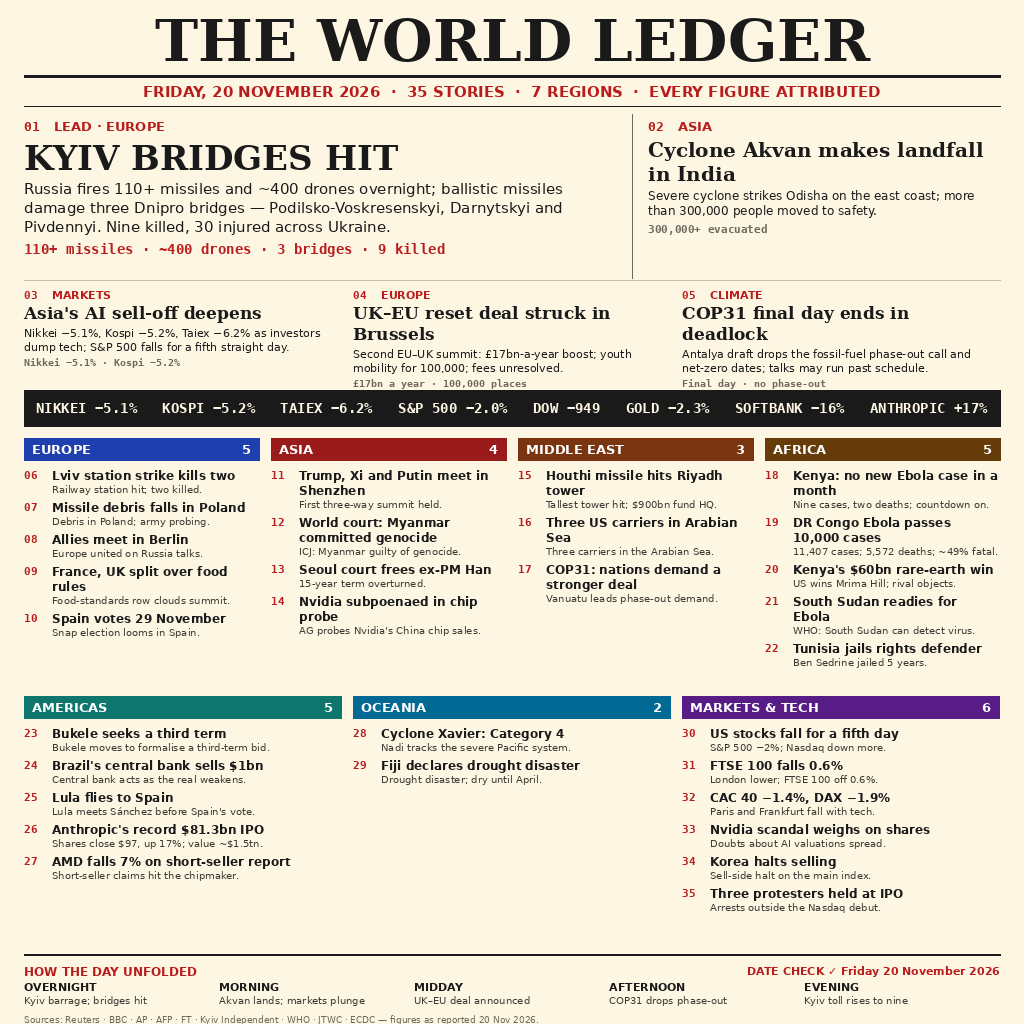 THE WORLD LEDGER
FRIDAY, 20 NOVEMBER 2026 · 35 STORIES · 7 REGIONS · EVERY FIGURE ATTRIBUTED
01 LEAD · EUROPE
KYIV BRIDGES HIT
Russia fires 110+ missiles and ~400 drones overnight; ballistic missiles
damage three Dnipro bridges — Podilsko-Voskresenskyi, Darnytskyi and
Pivdennyi. Nine killed, 30 injured across Ukraine.
110+ missiles · ~400 drones · 3 bridges · 9 killed
02 ASIA
Cyclone Akvan makes landfall
in India
Severe cyclone strikes Odisha on the east coast; more
than 300,000 people moved to safety.
300,000+ evacuated
03 MARKETS
Asia's AI sell-off deepens
Nikkei −5.1%, Kospi −5.2%, Taiex −6.2% as investors
dump tech; S&P 500 falls for a fifth straight day.
Nikkei −5.1% · Kospi −5.2%
04 EUROPE
UK–EU reset deal struck in
Brussels
Second EU–UK summit: £17bn-a-year boost; youth
mobility for 100,000; fees unresolved.
£17bn a year · 100,000 places
05 CLIMATE
COP31 final day ends in
deadlock
Antalya draft drops the fossil-fuel phase-out call and
net-zero dates; talks may run past schedule.
Final day · no phase-out
NIKKEI −5.1% KOSPI −5.2% TAIEX −6.2% S&P 500 −2.0% DOW −949 GOLD −2.3% SOFTBANK −16% ANTHROPIC +17%
EUROPE 5
06 Lviv station strike kills two
Railway station hit; two killed.
07 Missile debris falls in Poland
Debris in Poland; army probing.
08 Allies meet in Berlin
Europe united on Russia talks.
09 France, UK split over food
rules
Food-standards row clouds summit.
10 Spain votes 29 November
Snap election looms in Spain.
ASIA 4
11 Trump, Xi and Putin meet in
Shenzhen
First three-way summit held.
12 World court: Myanmar
committed genocide
ICJ: Myanmar guilty of genocide.
13 Seoul court frees ex-PM Han
15-year term overturned.
14 Nvidia subpoenaed in chip
probe
AG probes Nvidia's China chip sales.
MIDDLE EAST 3
15 Houthi missile hits Riyadh
tower
Tallest tower hit; $900bn fund HQ.
16 Three US carriers in Arabian
Sea
Three carriers in the Arabian Sea.
17 COP31: nations demand a
stronger deal
Vanuatu leads phase-out demand.
AFRICA 5
18 Kenya: no new Ebola case in a
month
Nine cases, two deaths; countdown on.
19 DR Congo Ebola passes
10,000 cases
11,407 cases; 5,572 deaths; ~49% fatal.
20 Kenya's $60bn rare-earth win
US wins Mrima Hill; rival objects.
21 South Sudan readies for
Ebola
WHO: South Sudan can detect virus.
22 Tunisia jails rights defender
Ben Sedrine jailed 5 years.
AMERICAS 5
23 Bukele seeks a third term
Bukele moves to formalise a third-term bid.
24 Brazil's central bank sells $1bn
Central bank acts as the real weakens.
25 Lula flies to Spain
Lula meets Sánchez before Spain's vote.
26 Anthropic's record $81.3bn IPO
Shares close $97, up 17%; value ~$1.5tn.
27 AMD falls 7% on short-seller report
Short-seller claims hit the chipmaker.
OCEANIA 2
28 Cyclone Xavier: Category 4
Nadi tracks the severe Pacific system.
29 Fiji declares drought disaster
Drought disaster; dry until April.
MARKETS & TECH 6
30 US stocks fall for a fifth day
S&P 500 −2%; Nasdaq down more.
31 FTSE 100 falls 0.6%
London lower; FTSE 100 off 0.6%.
32 CAC 40 −1.4%, DAX −1.9%
Paris and Frankfurt fall with tech.
33 Nvidia scandal weighs on shares
Doubts about AI valuations spread.
34 Korea halts selling
Sell-side halt on the main index.
35 Three protesters held at IPO
Arrests outside the Nasdaq debut.
HOW THE DAY UNFOLDED
DATE CHECK ✓ Friday 20 November 2026
OVERNIGHT
Kyiv barrage; bridges hit
MORNING
Akvan lands; markets plunge
MIDDAY
UK–EU deal announced
AFTERNOON
COP31 drops phase-out
EVENING
Kyiv toll rises to nine
Sources: Reuters · BBC · AP · AFP · FT · Kyiv Independent · WHO · JTWC · ECDC — figures as reported 20 Nov 2026.